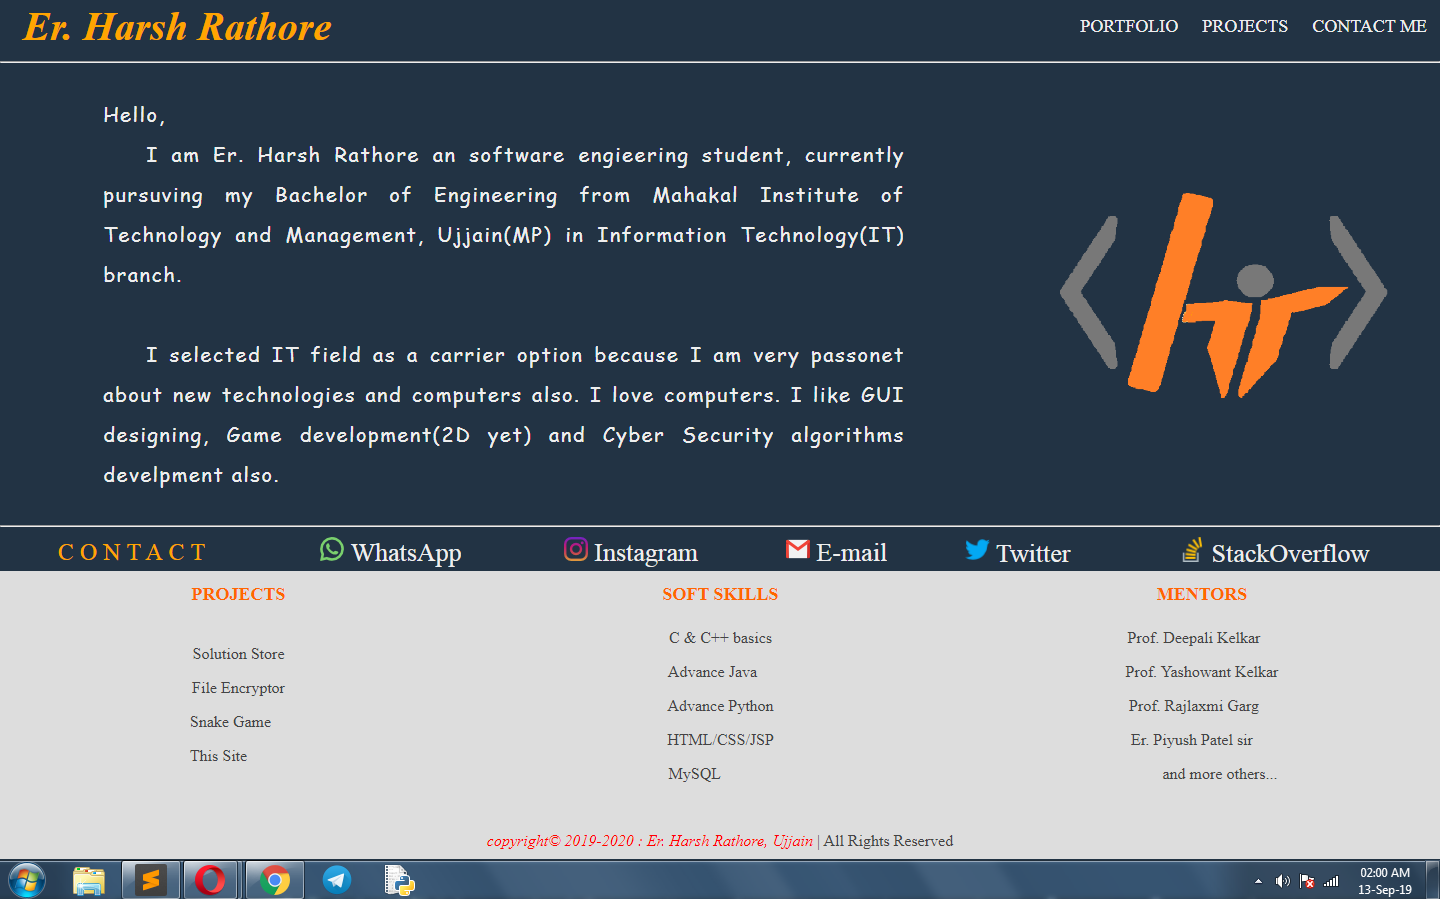 Er. Harsh Rathore
PORTFOLIO PROJECTS CONTACT ME
Hello,
I am Er. Harsh Rathore an software engieering student, currently
pursuving my Bachelor of Engineering from Mahakal Institute of
Technology and Management, Ujjain(MP) in Information Technology(IT)
branch.
I selected IT field as a carrier option because I am very passonet
about new technologies and computers also. I love computers. I like GUI
designing, Game development(2D yet) and Cyber Security algorithms
develpment also.
<hr>
CONTACT WhatsApp Instagram E-mail Twitter StackOverflow
PROJECTS
Solution Store
File Encryptor
Snake Game
This Site
SOFT SKILLS
C & C++ basics
Advance Java
Advance Python
HTML/CSS/JSP
MySQL
MENTORS
Prof. Deepali Kelkar
Prof. Yashowant Kelkar
Prof. Rajlaxmi Garg
Er. Piyush Patel sir
and more others...
copyright© 2019-2020 : Er. Harsh Rathore, Ujjain | All Rights Reserved
02:00 AM
13-Sep-19